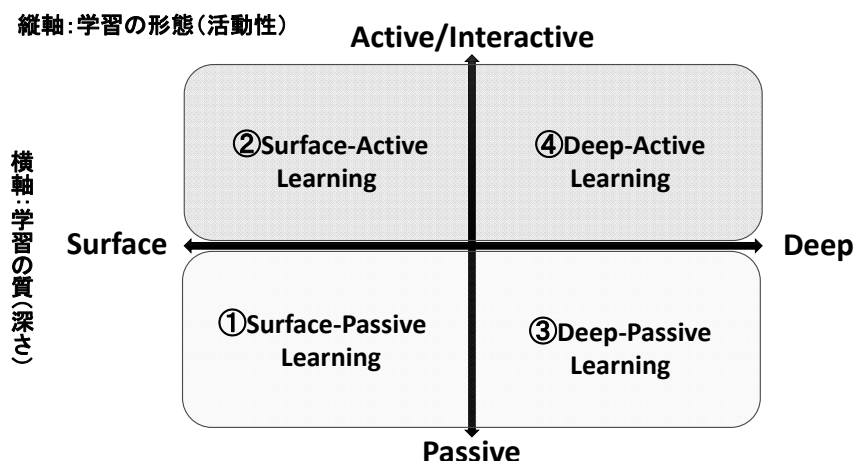 縦軸:学習の形態(活動性)
Active/Interactive
②Surface-Active
Learning
④Deep-Active
Learning
横軸:学習の質(深さ)
Surface
Deep
①Surface-Passive
Learning
③Deep-Passive
Learning
Passive